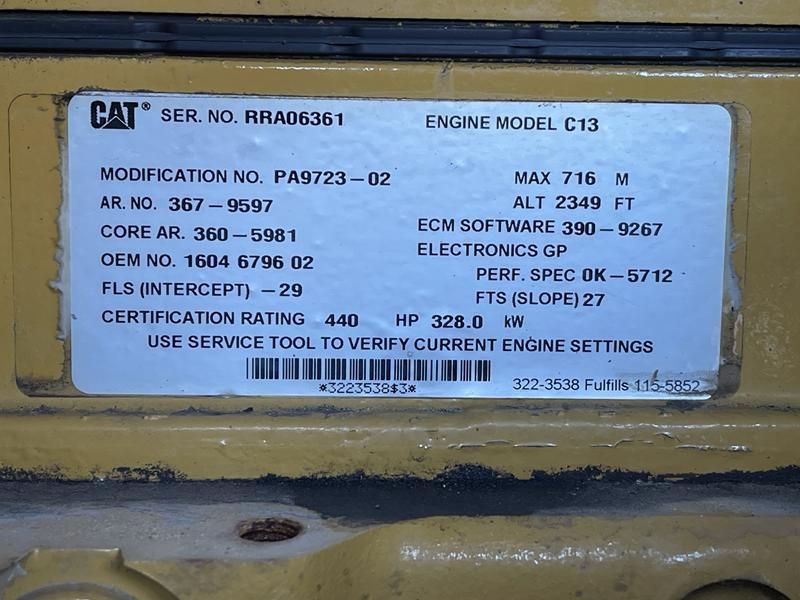 CAT® SER. NO. RRA06361 ENGINE MODEL C13
MODIFICATION NO. PA9723-02 MAX 716 M
AR. NO. 367-9597 ALT 2349 FT
CORE AR. 360-5981 ECM SOFTWARE 390-9267
OEM NO. 1604 6796 02 ELECTRONICS GP
FLS (INTERCEPT) -29 PERF. SPEC 0K-5712
FTS (SLOPE) 27
CERTIFICATION RATING 440 HP 328.0 kW
USE SERVICE TOOL TO VERIFY CURRENT ENGINE SETTINGS
*3223538$3* 322-3538 Fulfills 115-5852